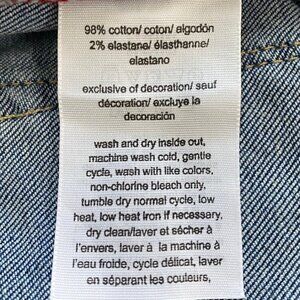 98% cotton/ coton/ algodón
2% elastane/ élasthanne/
elastano
exclusive of decoration/ sauf
décoration/ excluye la
decoración
wash and dry inside out,
machine wash cold, gentle
cycle, wash with like colors,
non-chlorine bleach only,
tumble dry normal cycle, low
heat, low heat iron if necessary,
dry clean/laver et sécher à
l'envers, laver à la machine à
l'eau froide, cycle délicat, laver
en séparant les couleurs,